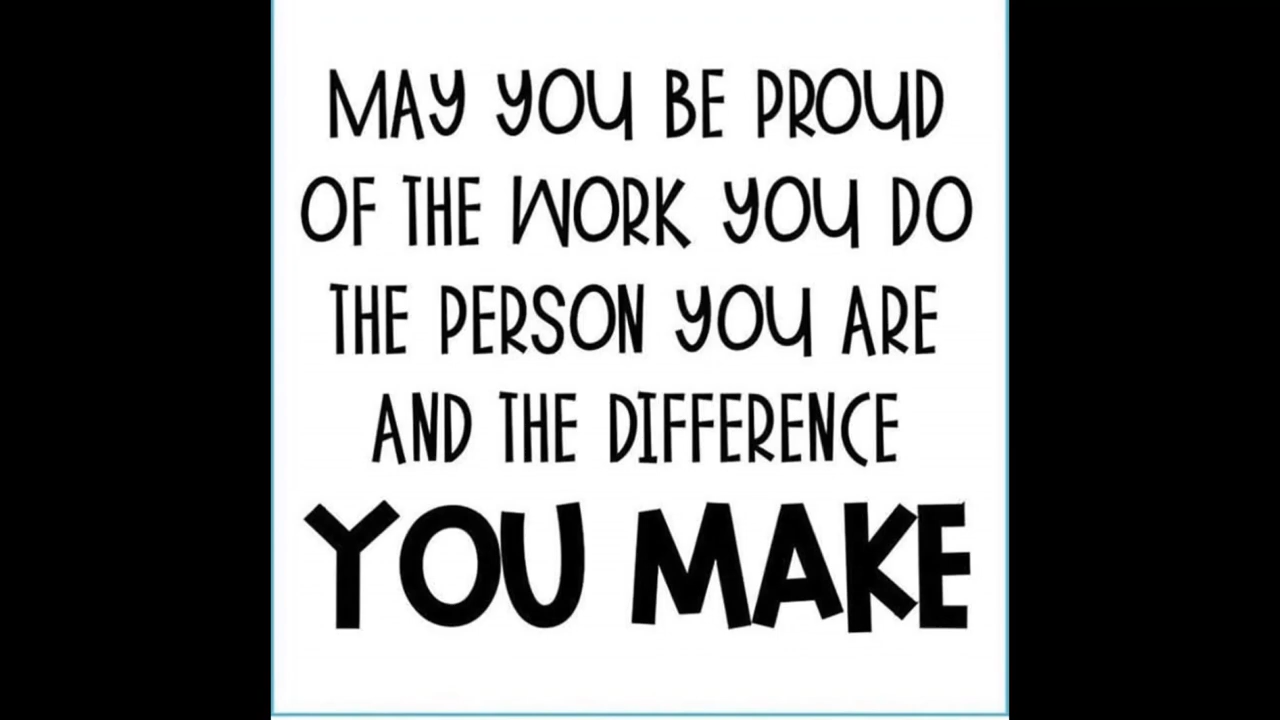 MAY YOU BE PROUD
OF THE WORK YOU DO
THE PERSON YOU ARE
AND THE DIFFERENCE
YOU MAKE